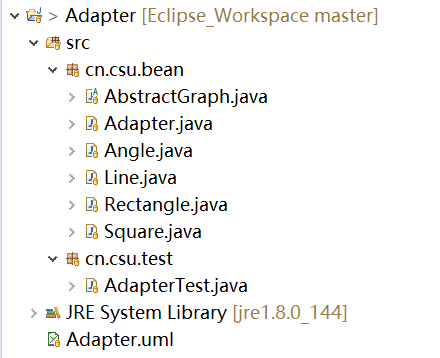 > Adapter [Eclipse_Workspace master]
src
cn.csu.bean
AbstractGraph.java
Adapter.java
Angle.java
Line.java
Rectangle.java
Square.java
cn.csu.test
AdapterTest.java
JRE System Library [jre1.8.0_144]
Adapter.uml